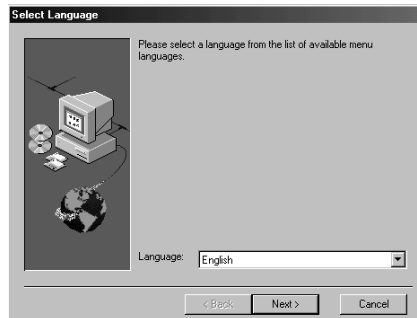 Select Language
Please select a language from the list of available menu
languages.
Language:
English
< Back
Next >
Cancel